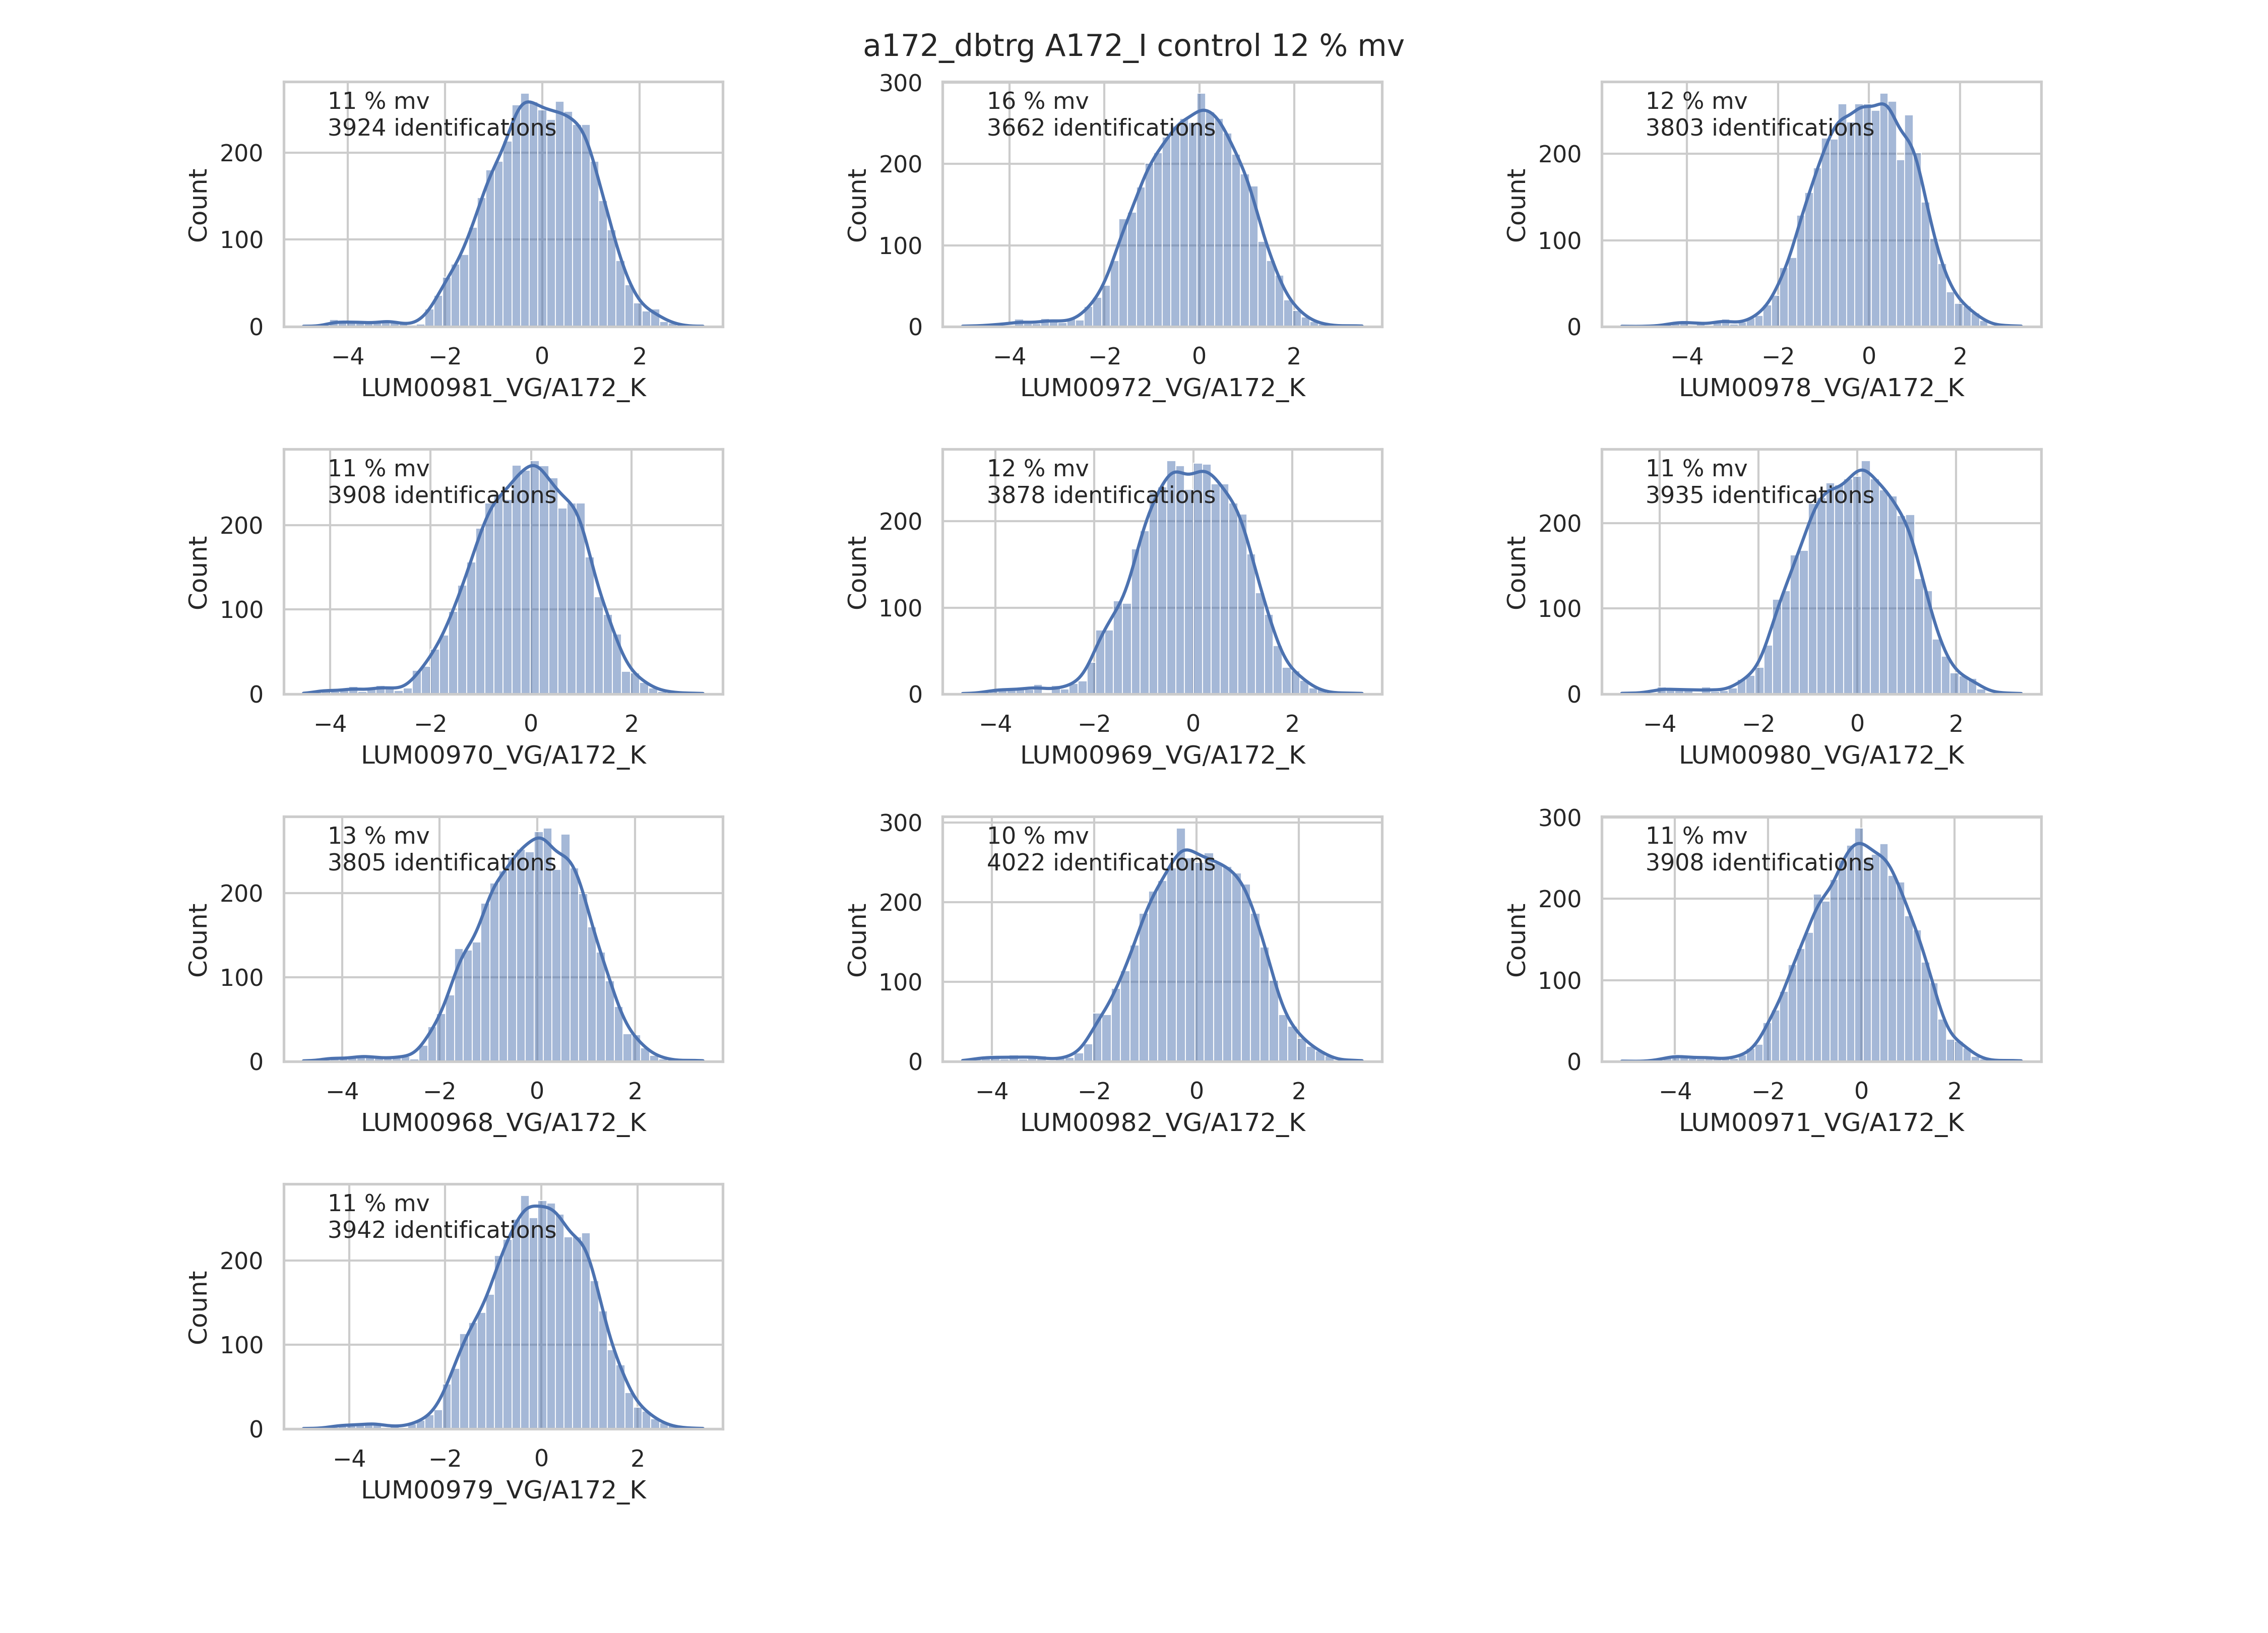 a172_dbtrg A172_I control 12 % mv
11 % mv
3924 identifications
Count
200
100
0
−4 −2 0 2
LUM00981_VG/A172_K
16 % mv
3662 identifications
Count
300
200
100
0
−4 −2 0 2
LUM00972_VG/A172_K
12 % mv
3803 identifications
Count
200
100
0
−4 −2 0 2
LUM00978_VG/A172_K
11 % mv
3908 identifications
Count
200
100
0
−4 −2 0 2
LUM00970_VG/A172_K
12 % mv
3878 identifications
Count
200
100
0
−4 −2 0 2
LUM00969_VG/A172_K
11 % mv
3935 identifications
Count
200
100
0
−4 −2 0 2
LUM00980_VG/A172_K
13 % mv
3805 identifications
Count
200
100
0
−4 −2 0 2
LUM00968_VG/A172_K
10 % mv
4022 identifications
Count
300
200
100
0
−4 −2 0 2
LUM00982_VG/A172_K
11 % mv
3908 identifications
Count
300
200
100
0
−4 −2 0 2
LUM00971_VG/A172_K
11 % mv
3942 identifications
Count
200
100
0
−4 −2 0 2
LUM00979_VG/A172_K